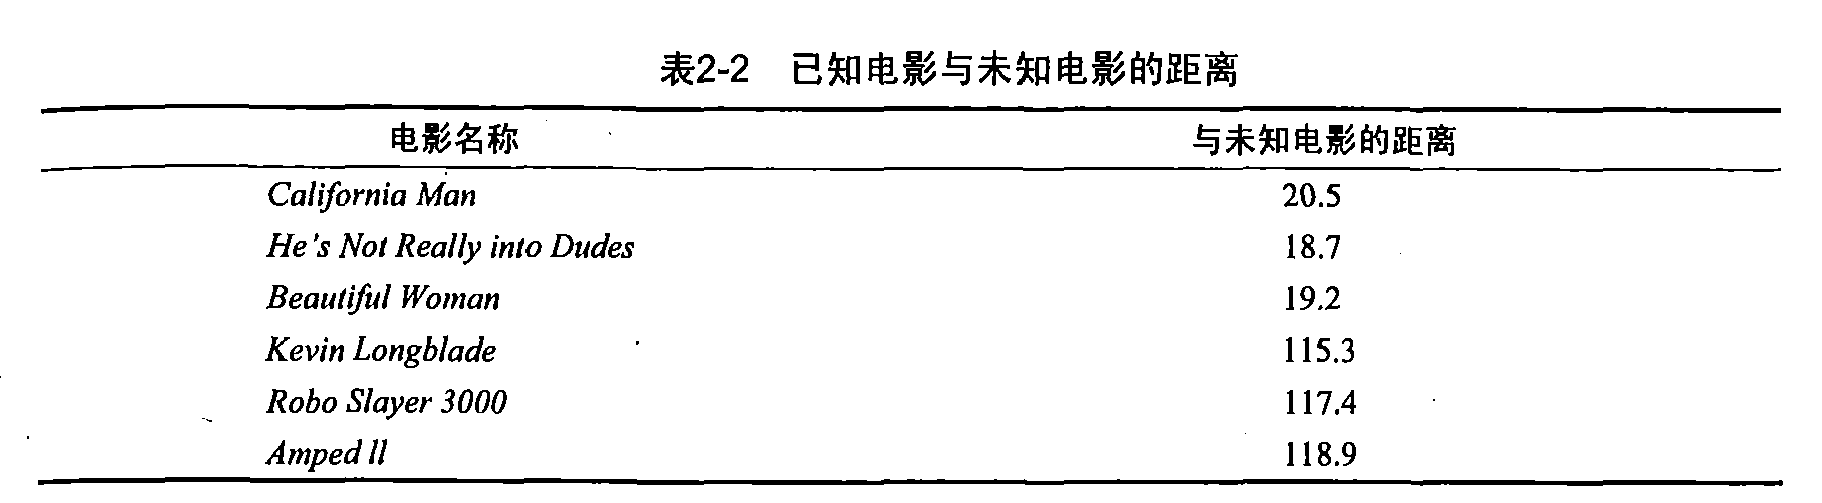 表2-2 已知电影与未知电影的距离
电影名称 与未知电影的距离
California Man 20.5
He's Not Really into Dudes 18.7
Beautiful Woman 19.2
Kevin Longblade 115.3
Robo Slayer 3000 117.4
Amped II 118.9